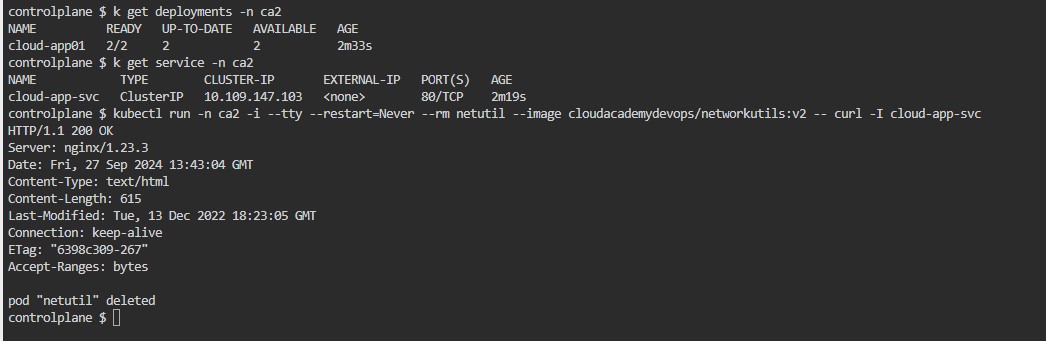 controlplane $ k get deployments -n ca2
NAME READY UP-TO-DATE AVAILABLE AGE
cloud-app01 2/2 2 2 2m33s
controlplane $ k get service -n ca2
NAME TYPE CLUSTER-IP EXTERNAL-IP PORT(S) AGE
cloud-app-svc ClusterIP 10.109.147.103 <none> 80/TCP 2m19s
controlplane $ kubectl run -n ca2 -i --tty --restart=Never --rm netutil --image cloudacademydevops/networkutils:v2 -- curl -I cloud-app-svc
HTTP/1.1 200 OK
Server: nginx/1.23.3
Date: Fri, 27 Sep 2024 13:43:04 GMT
Content-Type: text/html
Content-Length: 615
Last-Modified: Tue, 13 Dec 2022 18:23:05 GMT
Connection: keep-alive
ETag: "6398c309-267"
Accept-Ranges: bytes
pod "netutil" deleted
controlplane $